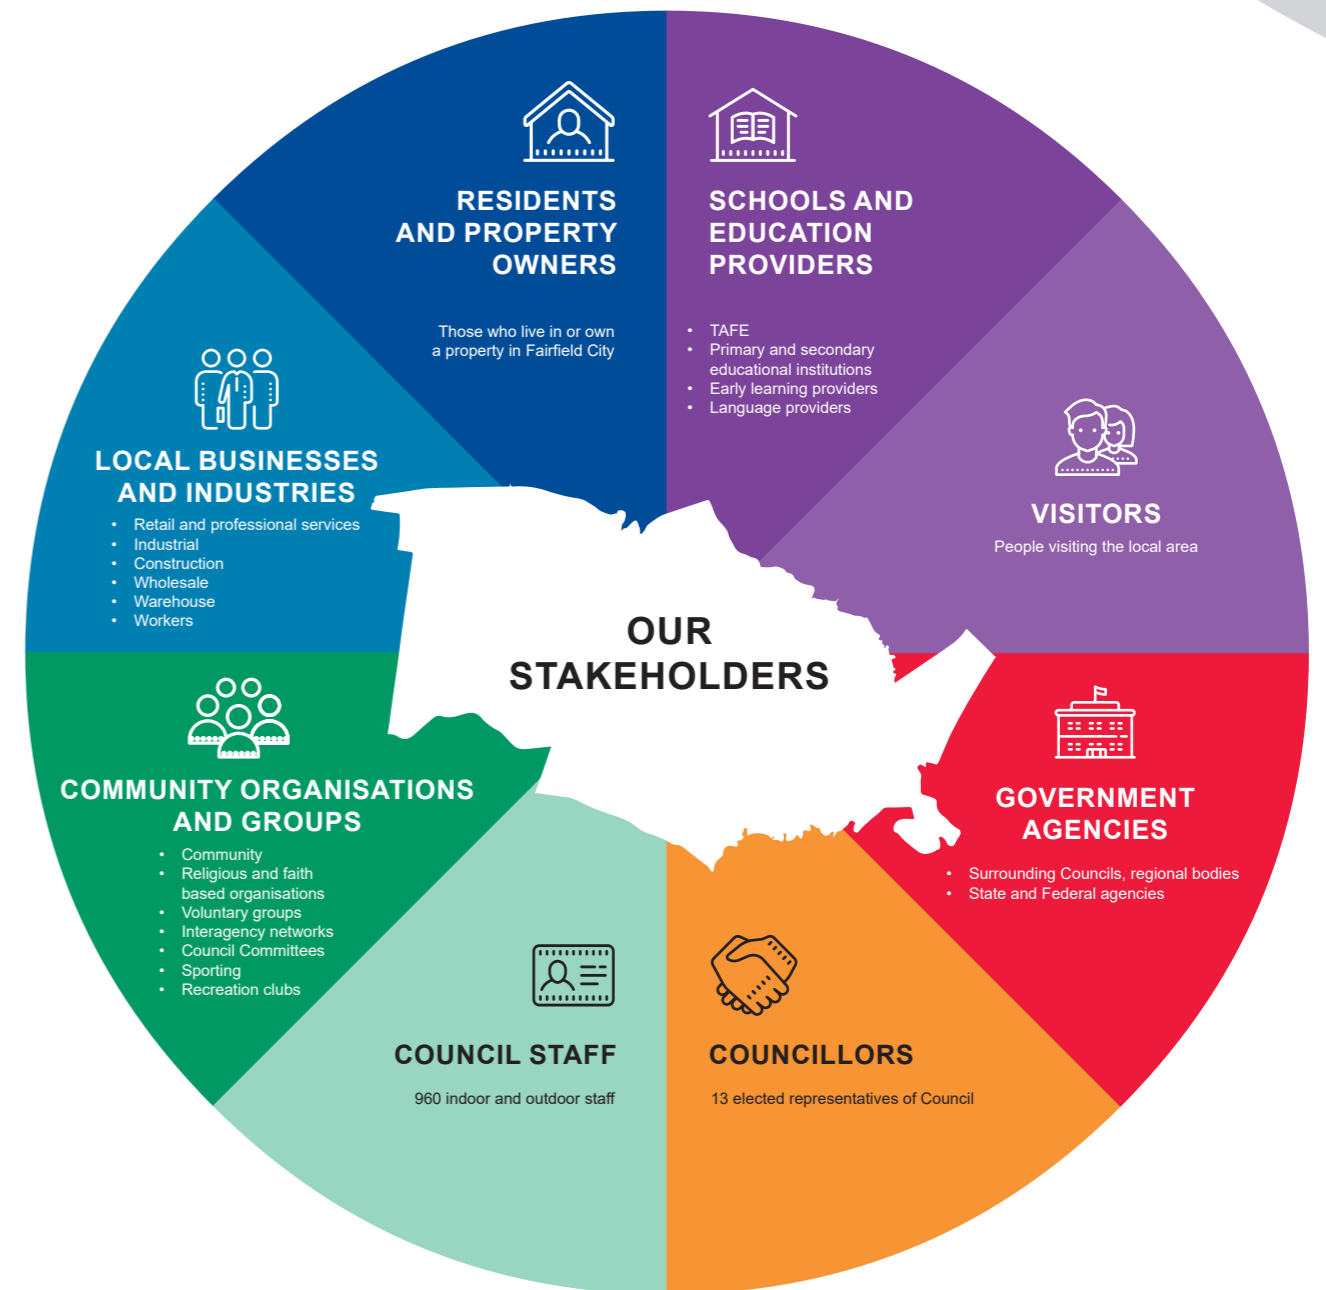 RESIDENTS
AND PROPERTY
OWNERS
Those who live in or own
a property in Fairfield City
SCHOOLS AND
EDUCATION
PROVIDERS
• TAFE
• Primary and secondary
educational institutions
• Early learning providers
• Language providers
VISITORS
People visiting the local area
LOCAL BUSINESSES
AND INDUSTRIES
• Retail and professional services
• Industrial
• Construction
• Wholesale
• Warehouse
• Workers
OUR
STAKEHOLDERS
GOVERNMENT
AGENCIES
• Surrounding Councils, regional bodies
• State and Federal agencies
COMMUNITY ORGANISATIONS
AND GROUPS
• Community
• Religious and faith
based organisations
• Voluntary groups
• Interagency networks
• Council Committees
• Sporting
• Recreation clubs
COUNCIL STAFF
960 indoor and outdoor staff
COUNCILLORS
13 elected representatives of Council